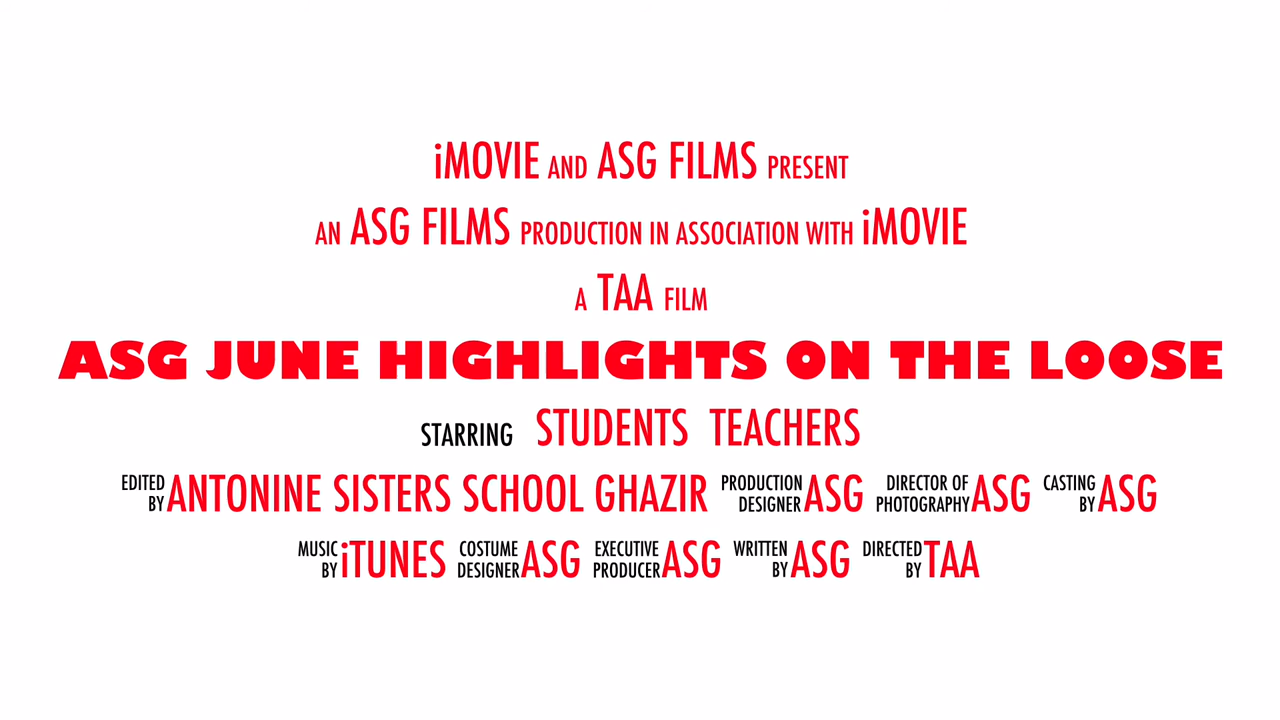 iMOVIE AND ASG FILMS PRESENT
AN ASG FILMS PRODUCTION IN ASSOCIATION WITH iMOVIE
A TAA FILM
ASG JUNE HIGHLIGHTS ON THE LOOSE
STARRING STUDENTS TEACHERS
EDITED BY ANTONINE SISTERS SCHOOL GHAZIR PRODUCTION DESIGNER ASG DIRECTOR OF PHOTOGRAPHY ASG CASTING BY ASG
MUSIC BY iTUNES COSTUME DESIGNER ASG EXECUTIVE PRODUCER ASG WRITTEN BY ASG DIRECTED BY TAA